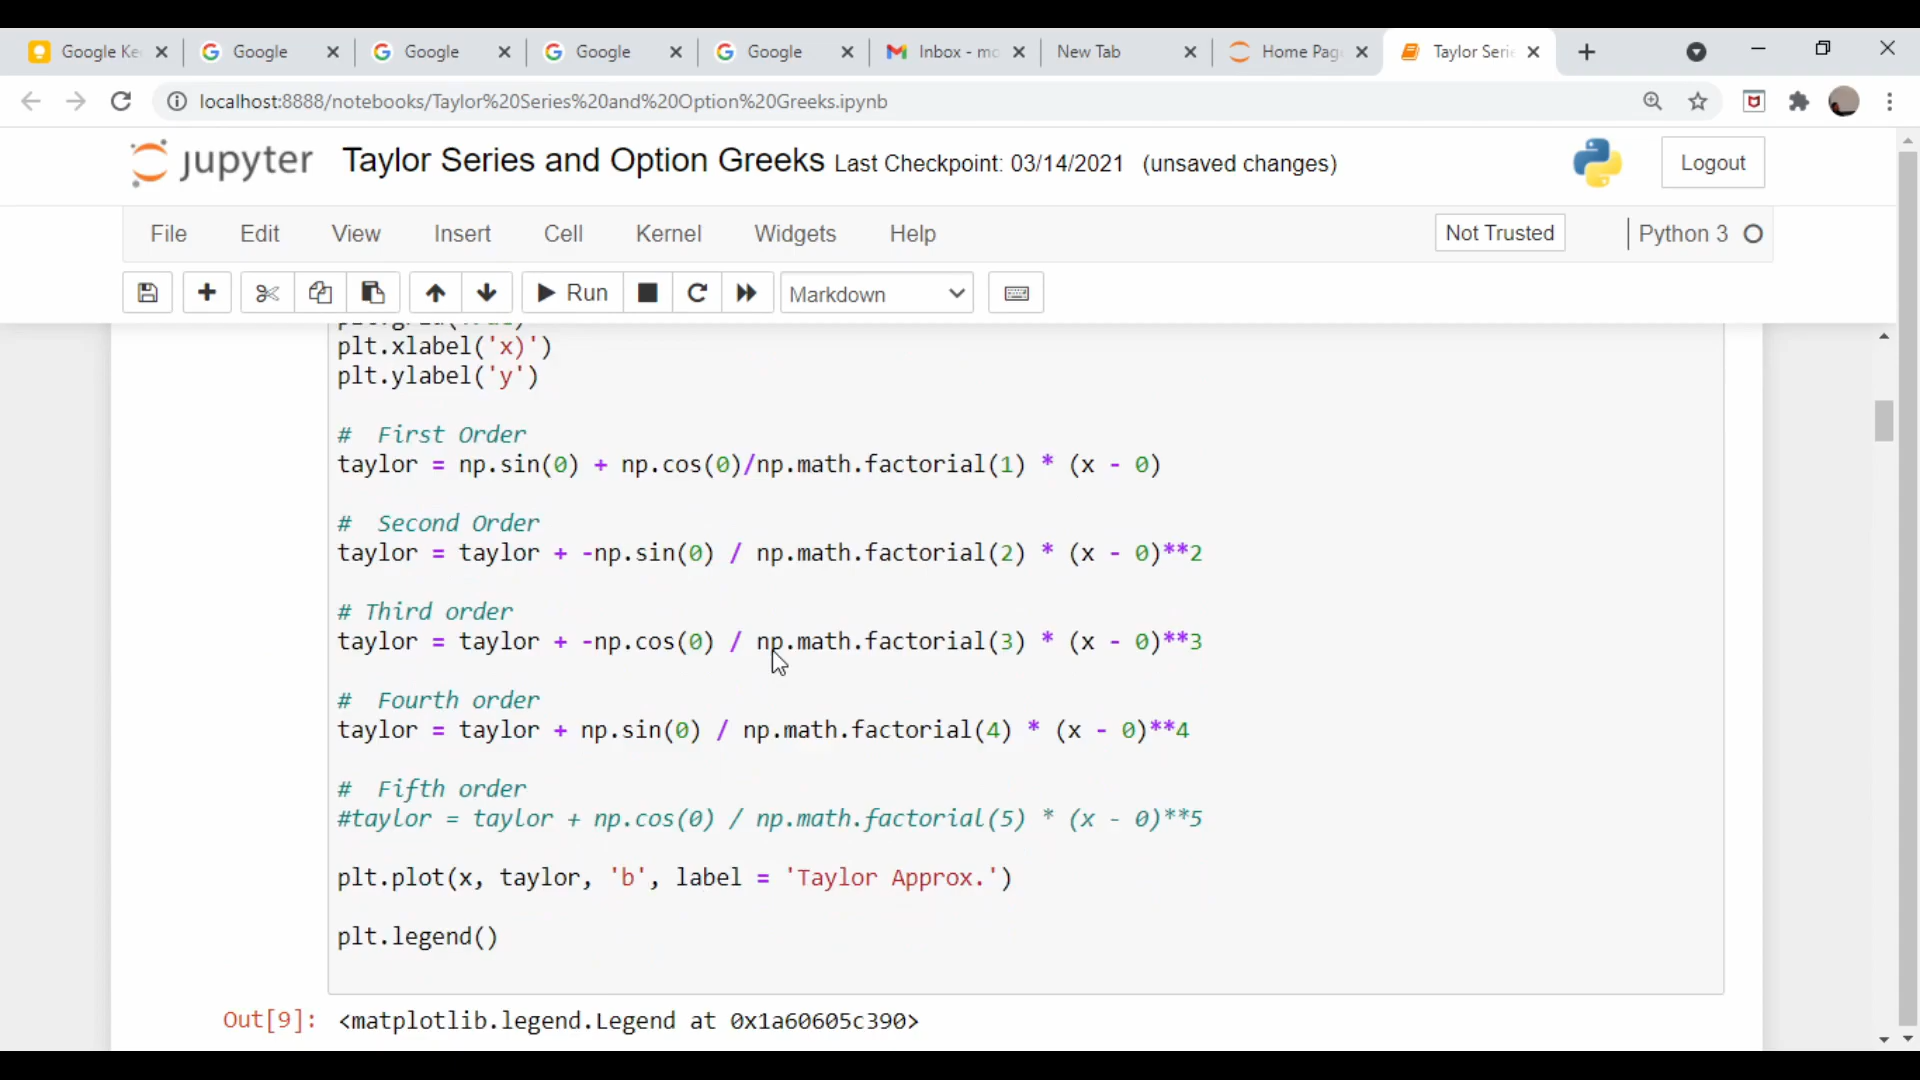 Google Ke
Google
Google
Google
Google
Inbox - mo
New Tab
Home Pag
Taylor Serie
localhost:8888/notebooks/Taylor%20Series%20and%20Option%20Greeks.ipynb
jupyter Taylor Series and Option Greeks Last Checkpoint: 03/14/2021 (unsaved changes)
Logout
File Edit View Insert Cell Kernel Widgets Help
Not Trusted
Python 3
Run
Markdown
plt.xlabel('x)')
plt.ylabel('y')
# First Order
taylor = np.sin(0) + np.cos(0)/np.math.factorial(1) * (x - 0)
# Second Order
taylor = taylor + -np.sin(0) / np.math.factorial(2) * (x - 0)**2
# Third order
taylor = taylor + -np.cos(0) / np.math.factorial(3) * (x - 0)**3
# Fourth order
taylor = taylor + np.sin(0) / np.math.factorial(4) * (x - 0)**4
# Fifth order
#taylor = taylor + np.cos(0) / np.math.factorial(5) * (x - 0)**5
plt.plot(x, taylor, 'b', label = 'Taylor Approx.')
plt.legend()
Out[9]: <matplotlib.legend.Legend at 0x1a60605c390>